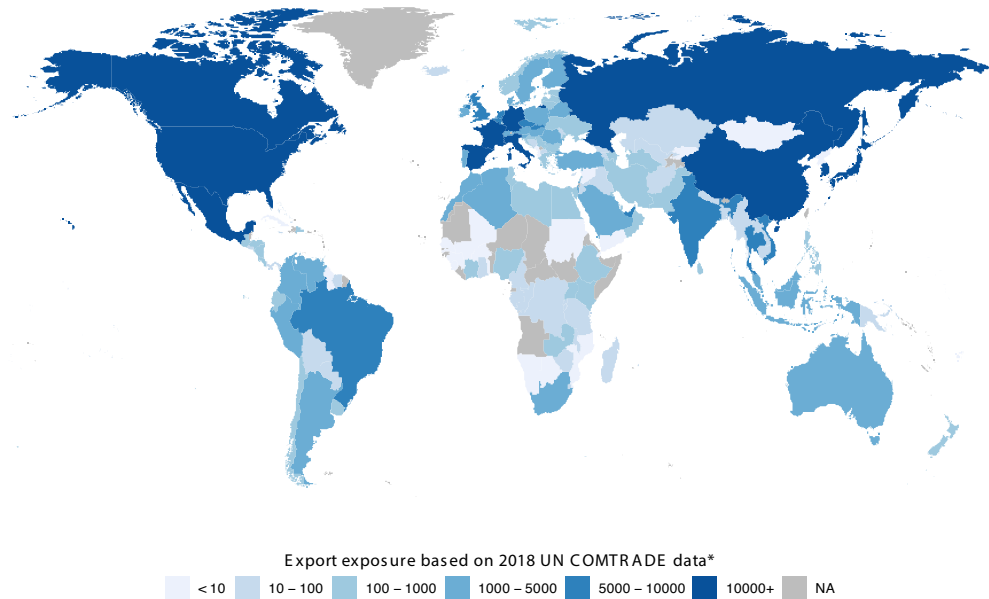 Export exposure based on 2018 UN COMTRADE data*
< 10 10 – 100 100 – 1000 1000 – 5000 5000 – 10000 10000+ NA